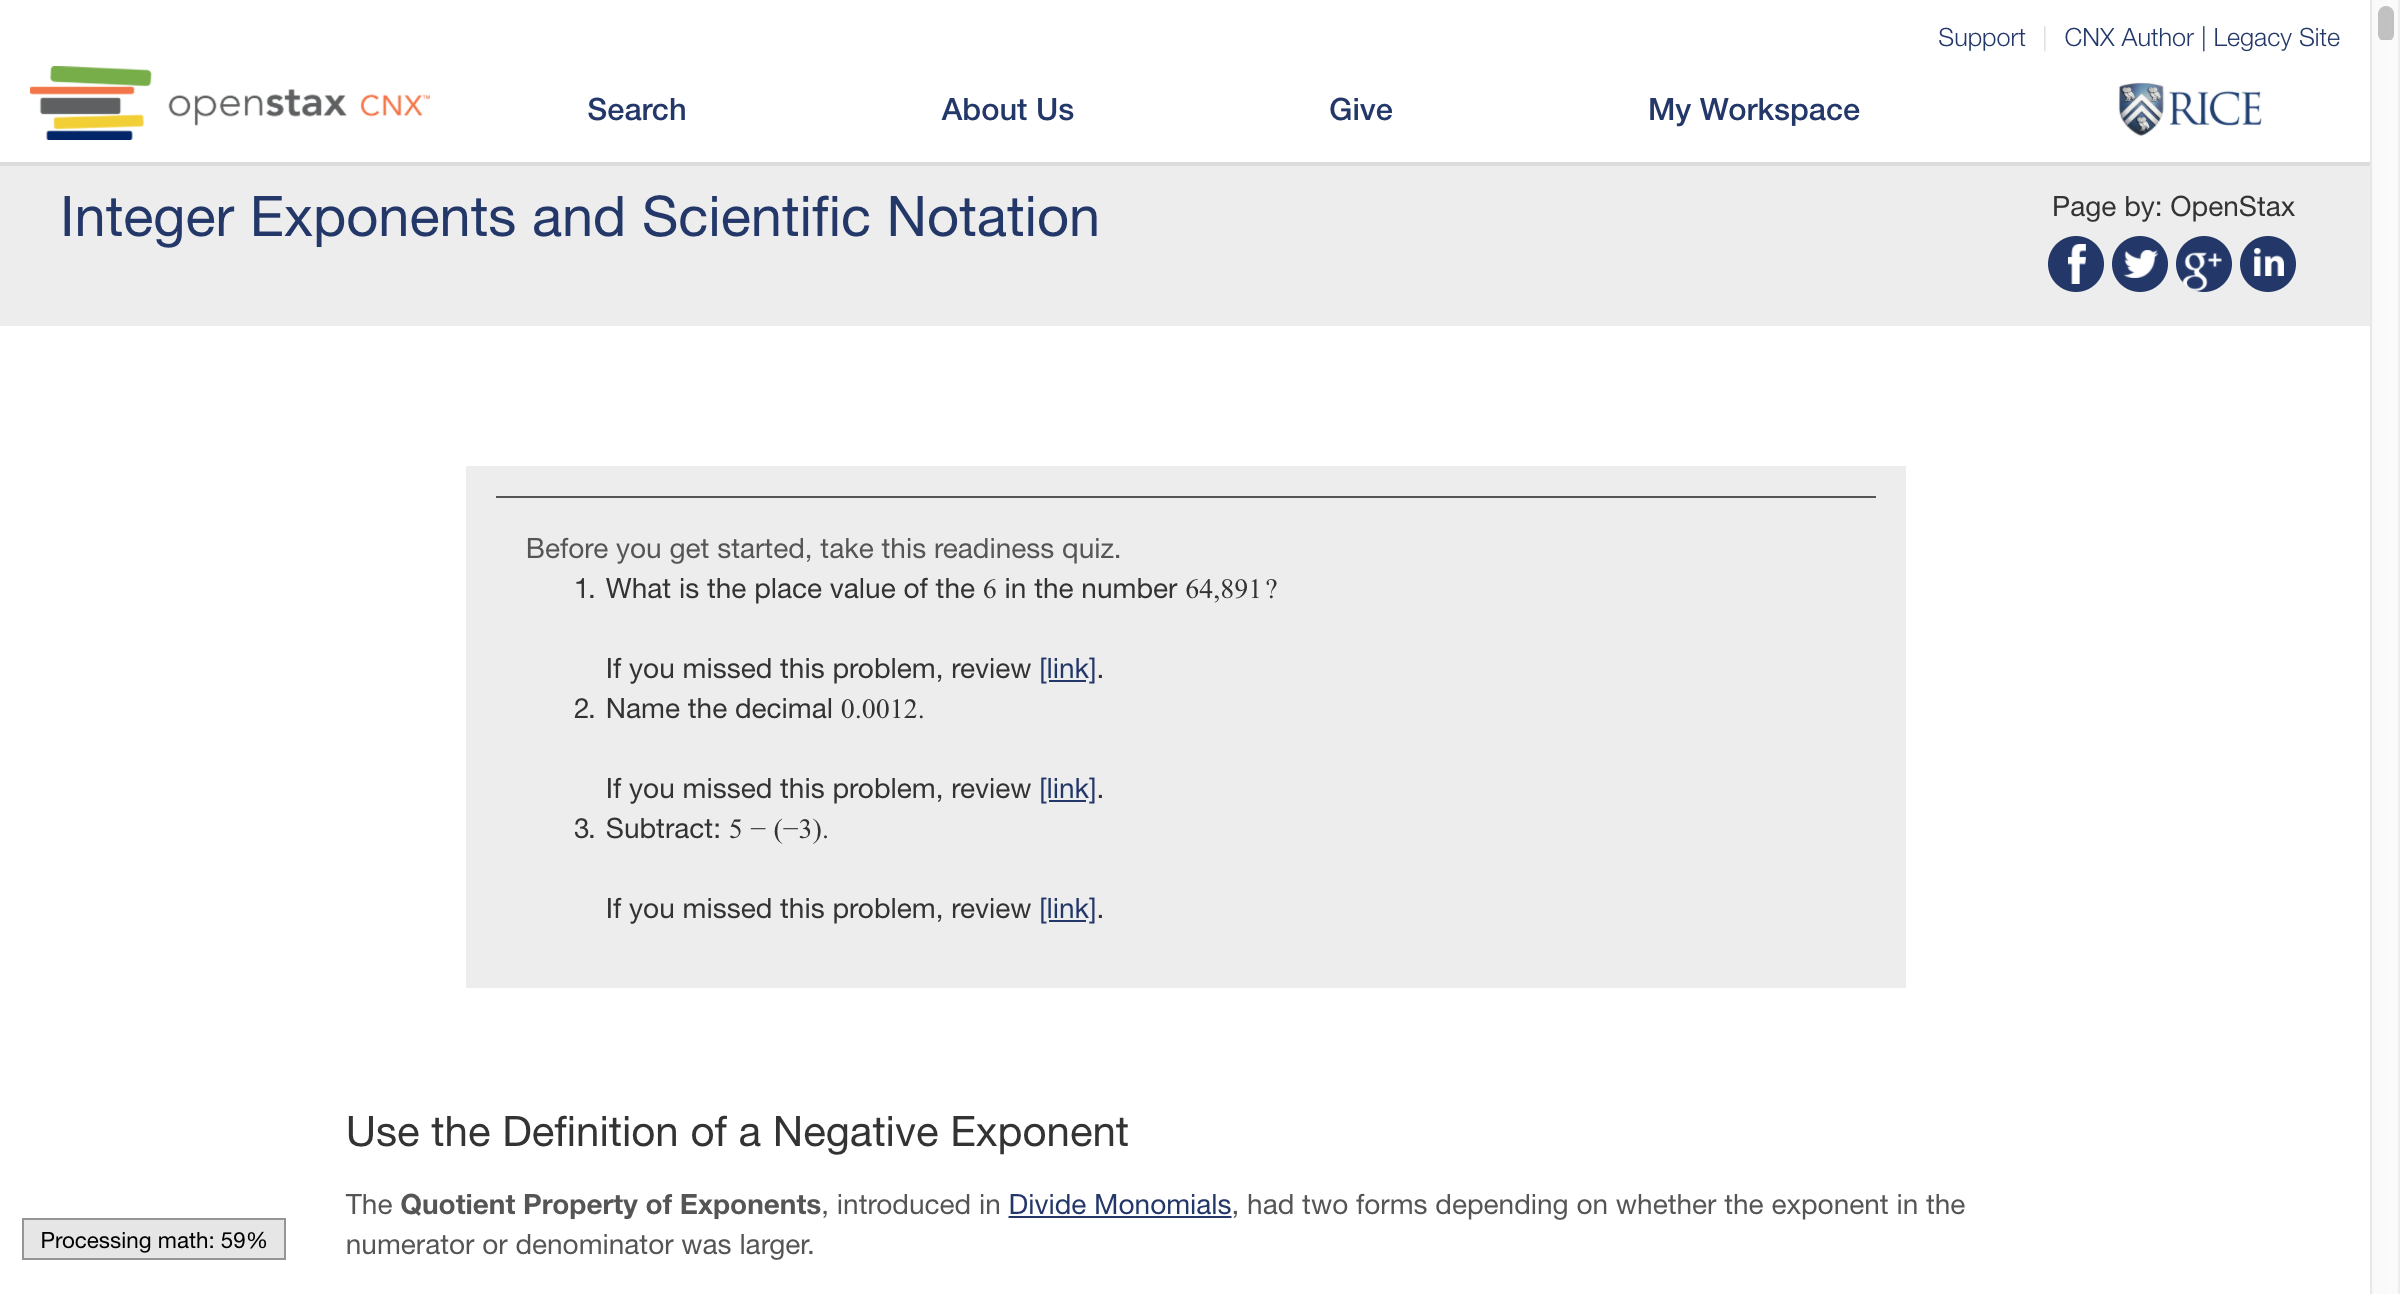 Support | CNX Author | Legacy Site
openstax CNX™
Search
About Us
Give
My Workspace
RICE
Integer Exponents and Scientific Notation
Page by: OpenStax
f g+ in
Before you get started, take this readiness quiz.
1. What is the place value of the 6 in the number 64,891?
If you missed this problem, review [link].
2. Name the decimal 0.0012.
If you missed this problem, review [link].
3. Subtract: 5 − (−3).
If you missed this problem, review [link].
Use the Definition of a Negative Exponent
The Quotient Property of Exponents, introduced in Divide Monomials, had two forms depending on whether the exponent in the
numerator or denominator was larger.
Processing math: 59%